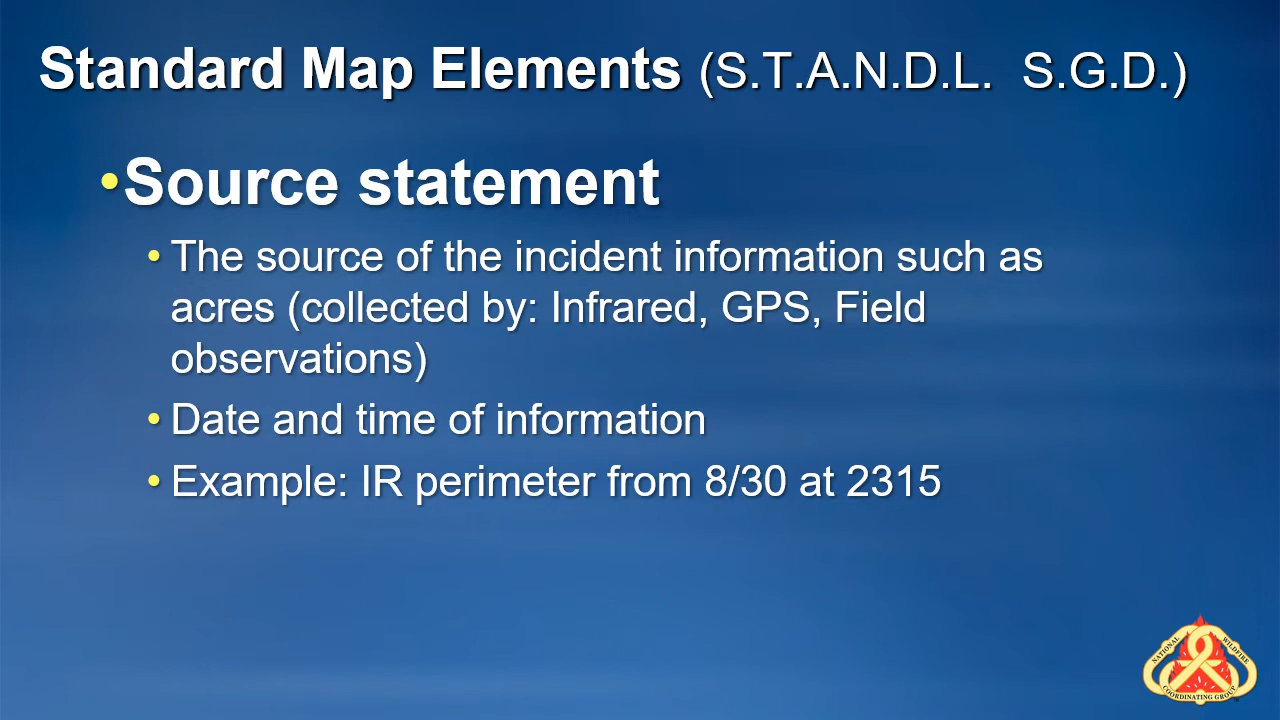 Standard Map Elements (S.T.A.N.D.L.  S.G.D.)
•Source statement
• The source of the incident information such as
acres (collected by: Infrared, GPS, Field
observations)
• Date and time of information
• Example: IR perimeter from 8/30 at 2315
NATIONAL WILDFIRE
COORDINATING GROUP